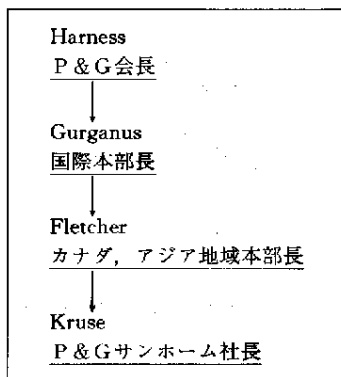 Harness
P＆G会長
Gurganus
国際本部長
Fletcher
カナダ，アジア地域本部長
Kruse
P＆Gサンホーム社長